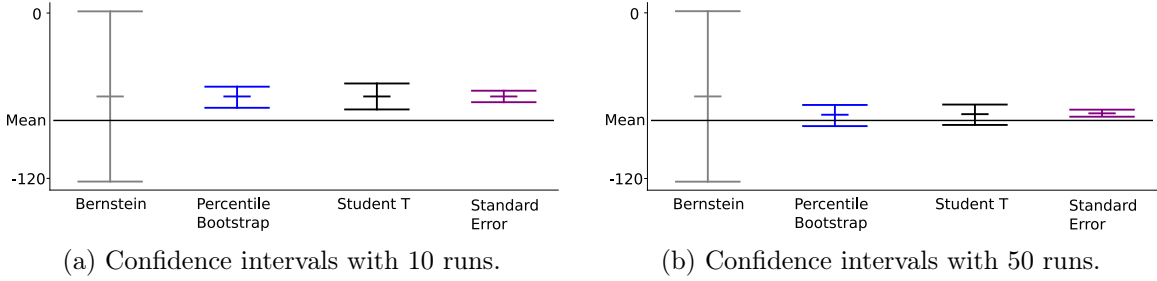 0
Mean
-120
Bernstein
Percentile
Bootstrap
Student T
Standard
Error
(a) Confidence intervals with 10 runs.
0
Mean
-120
Bernstein
Percentile
Bootstrap
Student T
Standard
Error
(b) Confidence intervals with 50 runs.